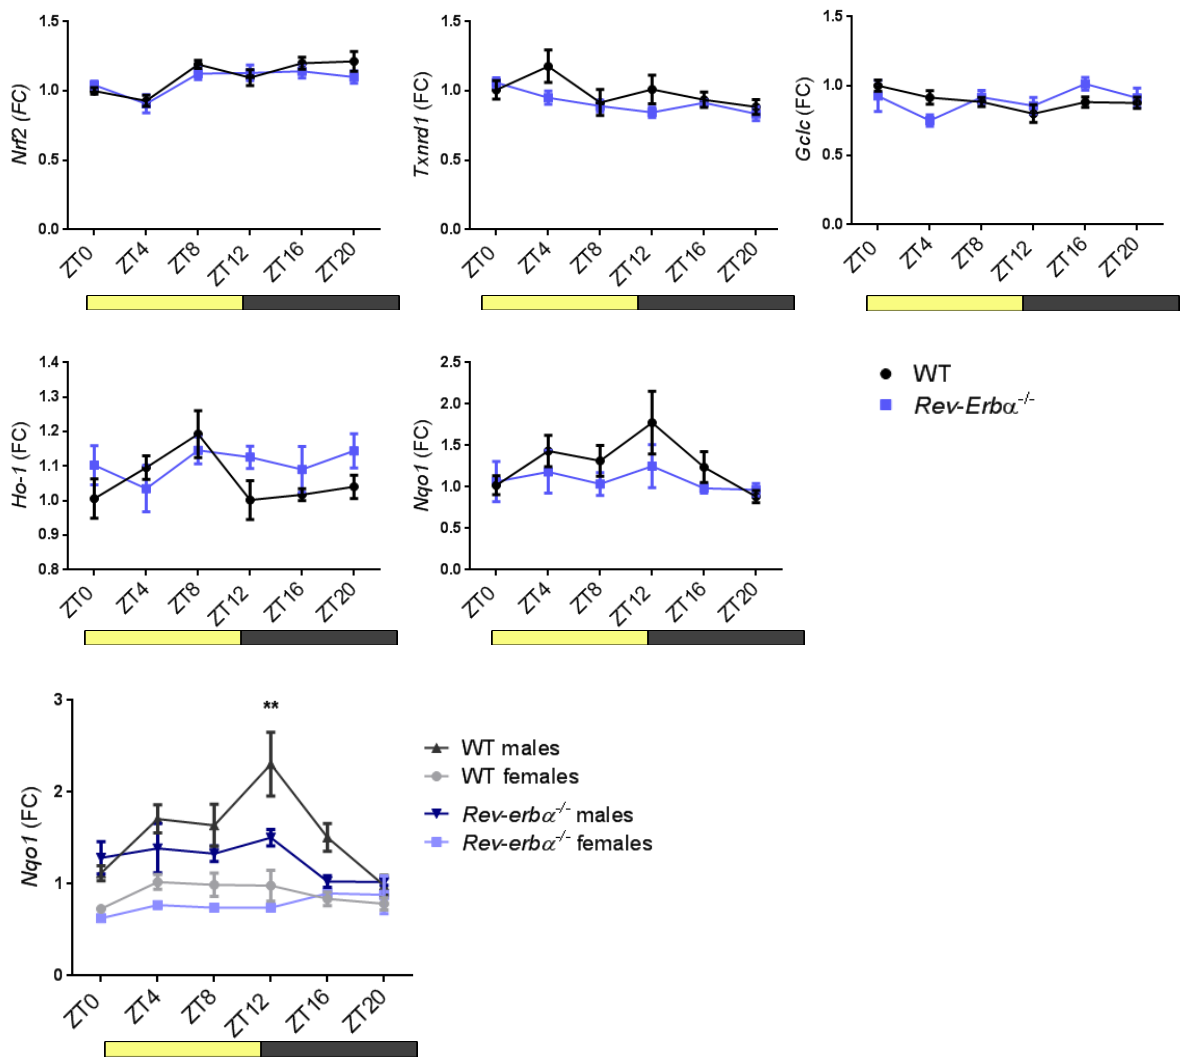 Nrf2 (FC)
1.5
1.0
0.5
0.0
ZT0 ZT4 ZT8 ZT12 ZT16 ZT20
Txnrd1 (FC)
1.5
1.0
0.5
0.0
ZT0 ZT4 ZT8 ZT12 ZT16 ZT20
Gclc (FC)
1.5
1.0
0.5
0.0
ZT0 ZT4 ZT8 ZT12 ZT16 ZT20
Ho-1 (FC)
1.4
1.3
1.2
1.1
1.0
0.9
0.8
ZT0 ZT4 ZT8 ZT12 ZT16 ZT20
Nqo1 (FC)
2.5
2.0
1.5
1.0
0.5
0.0
ZT0 ZT4 ZT8 ZT12 ZT16 ZT20
WT
Rev-Erbα-/-
Nqo1 (FC)
3
2
1
0
**
ZT0 ZT4 ZT8 ZT12 ZT16 ZT20
WT males
WT females
Rev-erbα-/- males
Rev-erbα-/- females